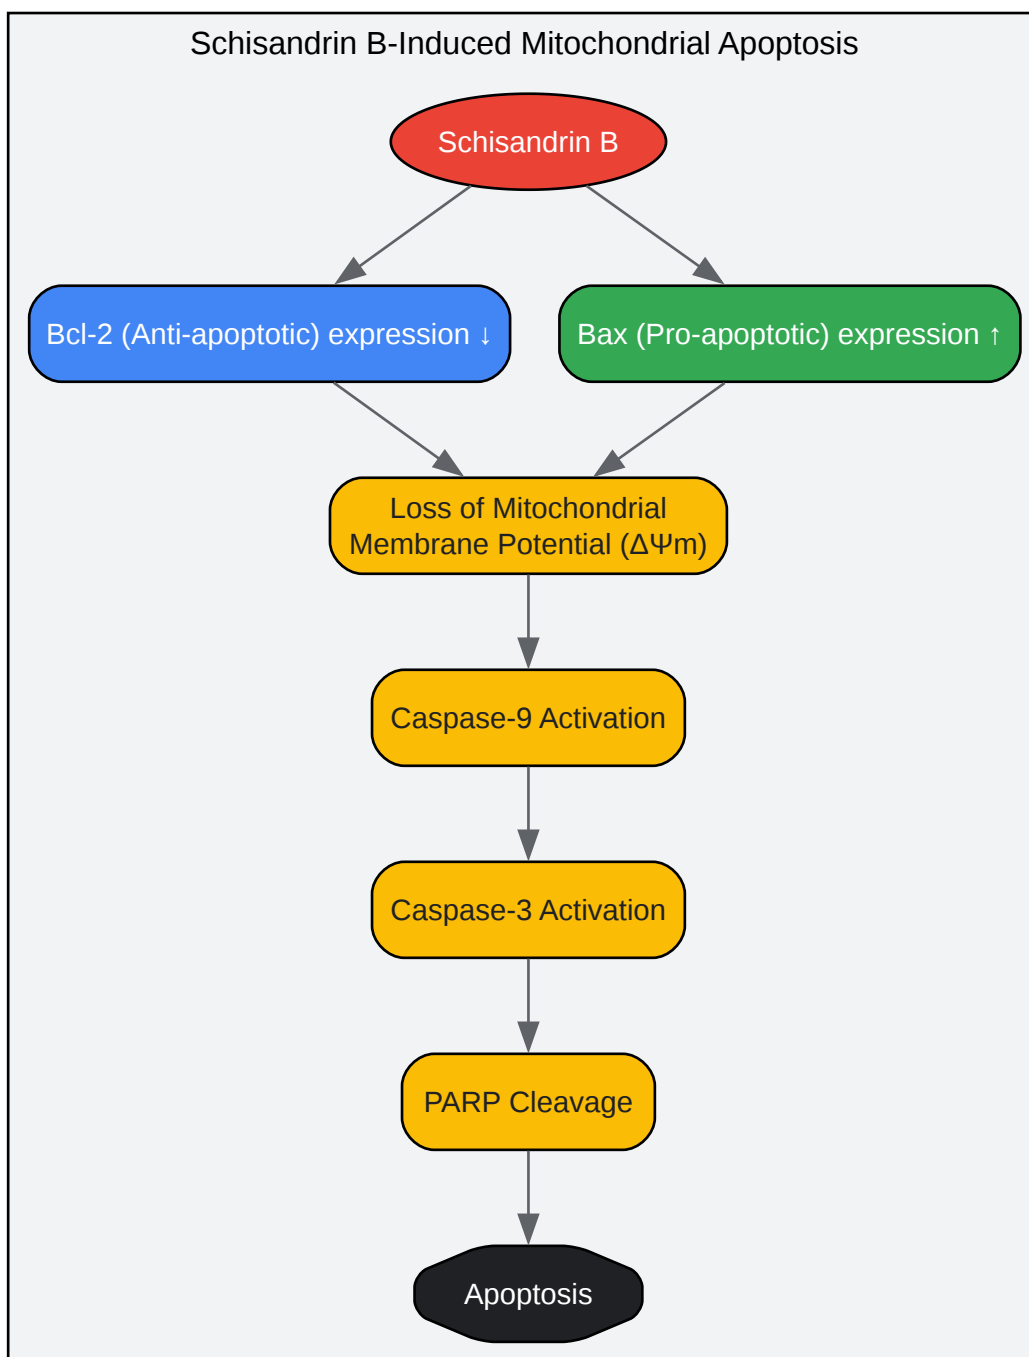 Schisandrin B-Induced Mitochondrial Apoptosis
Schisandrin B
Bcl-2 (Anti-apoptotic) expression ↓
Bax (Pro-apoptotic) expression ↑
Loss of Mitochondrial
Membrane Potential (ΔΨm)
Caspase-9 Activation
Caspase-3 Activation
PARP Cleavage
Apoptosis